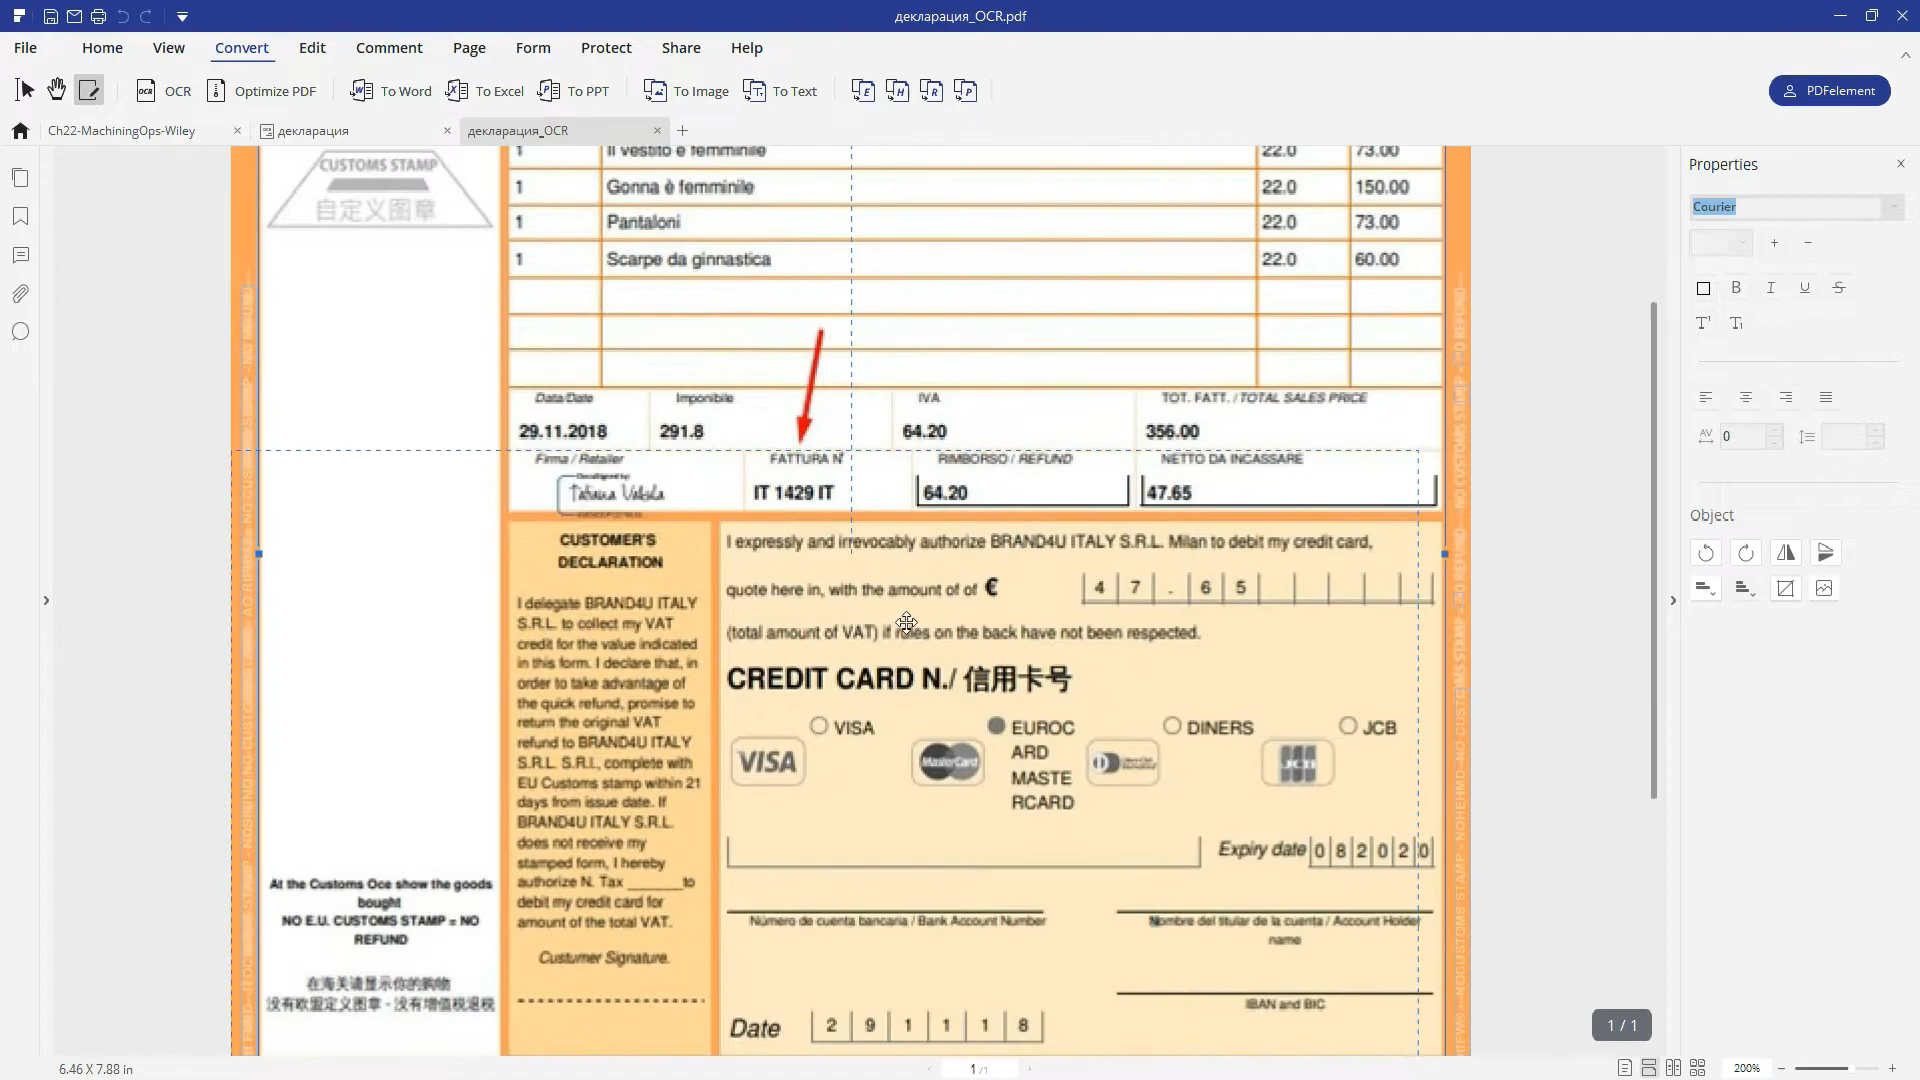 декларация_OCR.pdf
File Home View Convert Edit Comment Page Form Protect Share Help
OCR Optimize PDF To Word To Excel To PPT To Image To Text PDFelement
Ch22-MachiningOps-Wiley декларация декларация_OCR
Properties
Courier
0
Object
CUSTOMS STAMP
自定义图章
1 Il vestito è femminile 22.0 73.00
1 Gonna è femminile 22.0 150.00
1 Pantaloni 22.0 73.00
1 Scarpe da ginnastica 22.0 60.00
Data/Date Imponibile IVA TOT. FATT. / TOTAL SALES PRICE
29.11.2018 291.8 64.20 356.00
Firma / Retailer FATTURA N RIMBORSO / REFUND NETTO DA INCASSARE
IT 1429 IT 64.20 47.65
CUSTOMER'S
DECLARATION
I delegate BRAND4U ITALY
S.R.L. to collect my VAT
credit for the value indicated
in this form. I declare that, in
order to take advantage of
the quick refund, promise to
return the original VAT
refund to BRAND4U ITALY
S.R.L. S.R.I., complete with
EU Customs stamp within 21
days from issue date. If
BRAND4U ITALY S.R.L.
does not receive my
stamped form, I hereby
authorize N. Tax _______to
debit my credit card for
amount of the total VAT.
Custumer Signature.
I expressly and irrevocably authorize BRAND4U ITALY S.R.L. Milan to debit my credit card,
quote here in, with the amount of of € 4 7 . 6 5
(total amount of VAT) if rules on the back have not been respected.
CREDIT CARD N./ 信用卡号
VISA EUROC DINERS JCB
ARD
MASTE
RCARD
VISA MasterCard JCB
Expiry date 0 8 2 0 2 0
Número de cuenta bancaria / Bank Account Number Nombre del titular de la cuenta / Account Holder
name
IBAN and BIC
Date 2 9 1 1 1 8
At the Customs Oce show the goods
bought
NO E.U. CUSTOMS STAMP = NO
REFUND
在海关请显示你的购物
没有欧盟定义图章 - 没有增值税退税
1 / 1
6.46 X 7.88 in 1 /1 200%